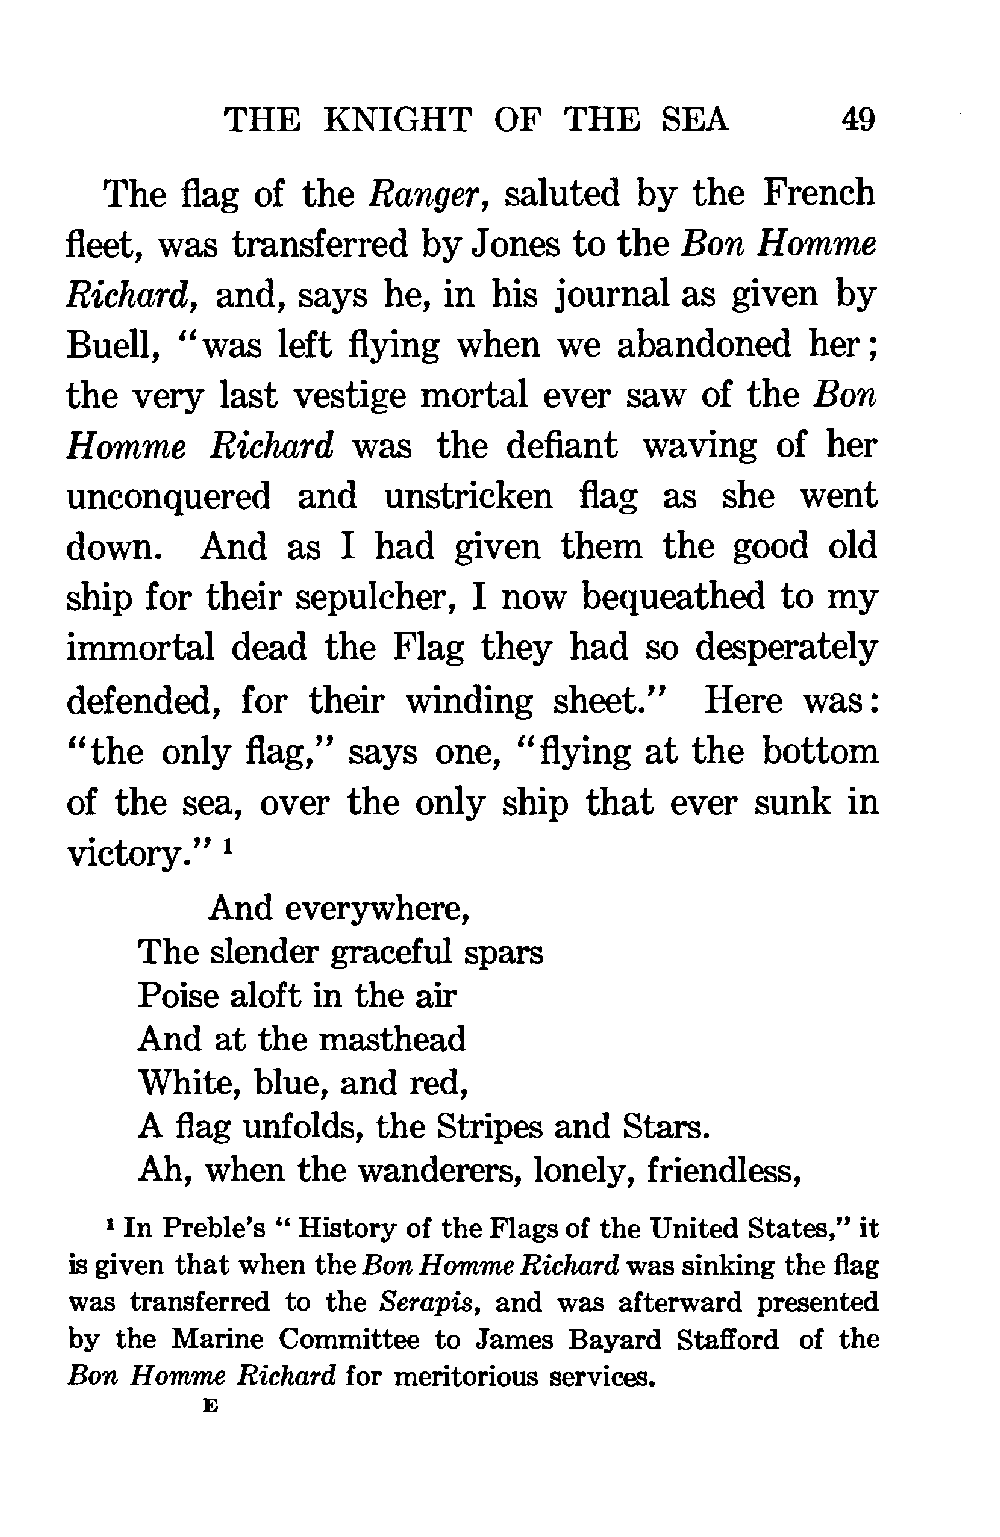 THE KNIGHT OF THE SEA 49
The flag of the Ranger, saluted by the French
fleet, was transferred by Jones to the Bon Homme
Richard, and, says he, in his journal as given by
Buell, “was left flying when we abandoned her;
the very last vestige mortal ever saw of the Bon
Homme Richard was the defiant waving of her
unconquered and unstricken flag as she went
down. And as I had given them the good old
ship for their sepulcher, I now bequeathed to my
immortal dead the Flag they had so desperately
defended, for their winding sheet.” Here was:
“the only flag,” says one, “flying at the bottom
of the sea, over the only ship that ever sunk in
victory.” ¹
And everywhere,
The slender graceful spars
Poise aloft in the air
And at the masthead
White, blue, and red,
A flag unfolds, the Stripes and Stars.
Ah, when the wanderers, lonely, friendless,
¹ In Preble's “ History of the Flags of the United States,” it
is given that when the Bon Homme Richard was sinking the flag
was transferred to the Serapis, and was afterward presented
by the Marine Committee to James Bayard Stafford of the
Bon Homme Richard for meritorious services.
E